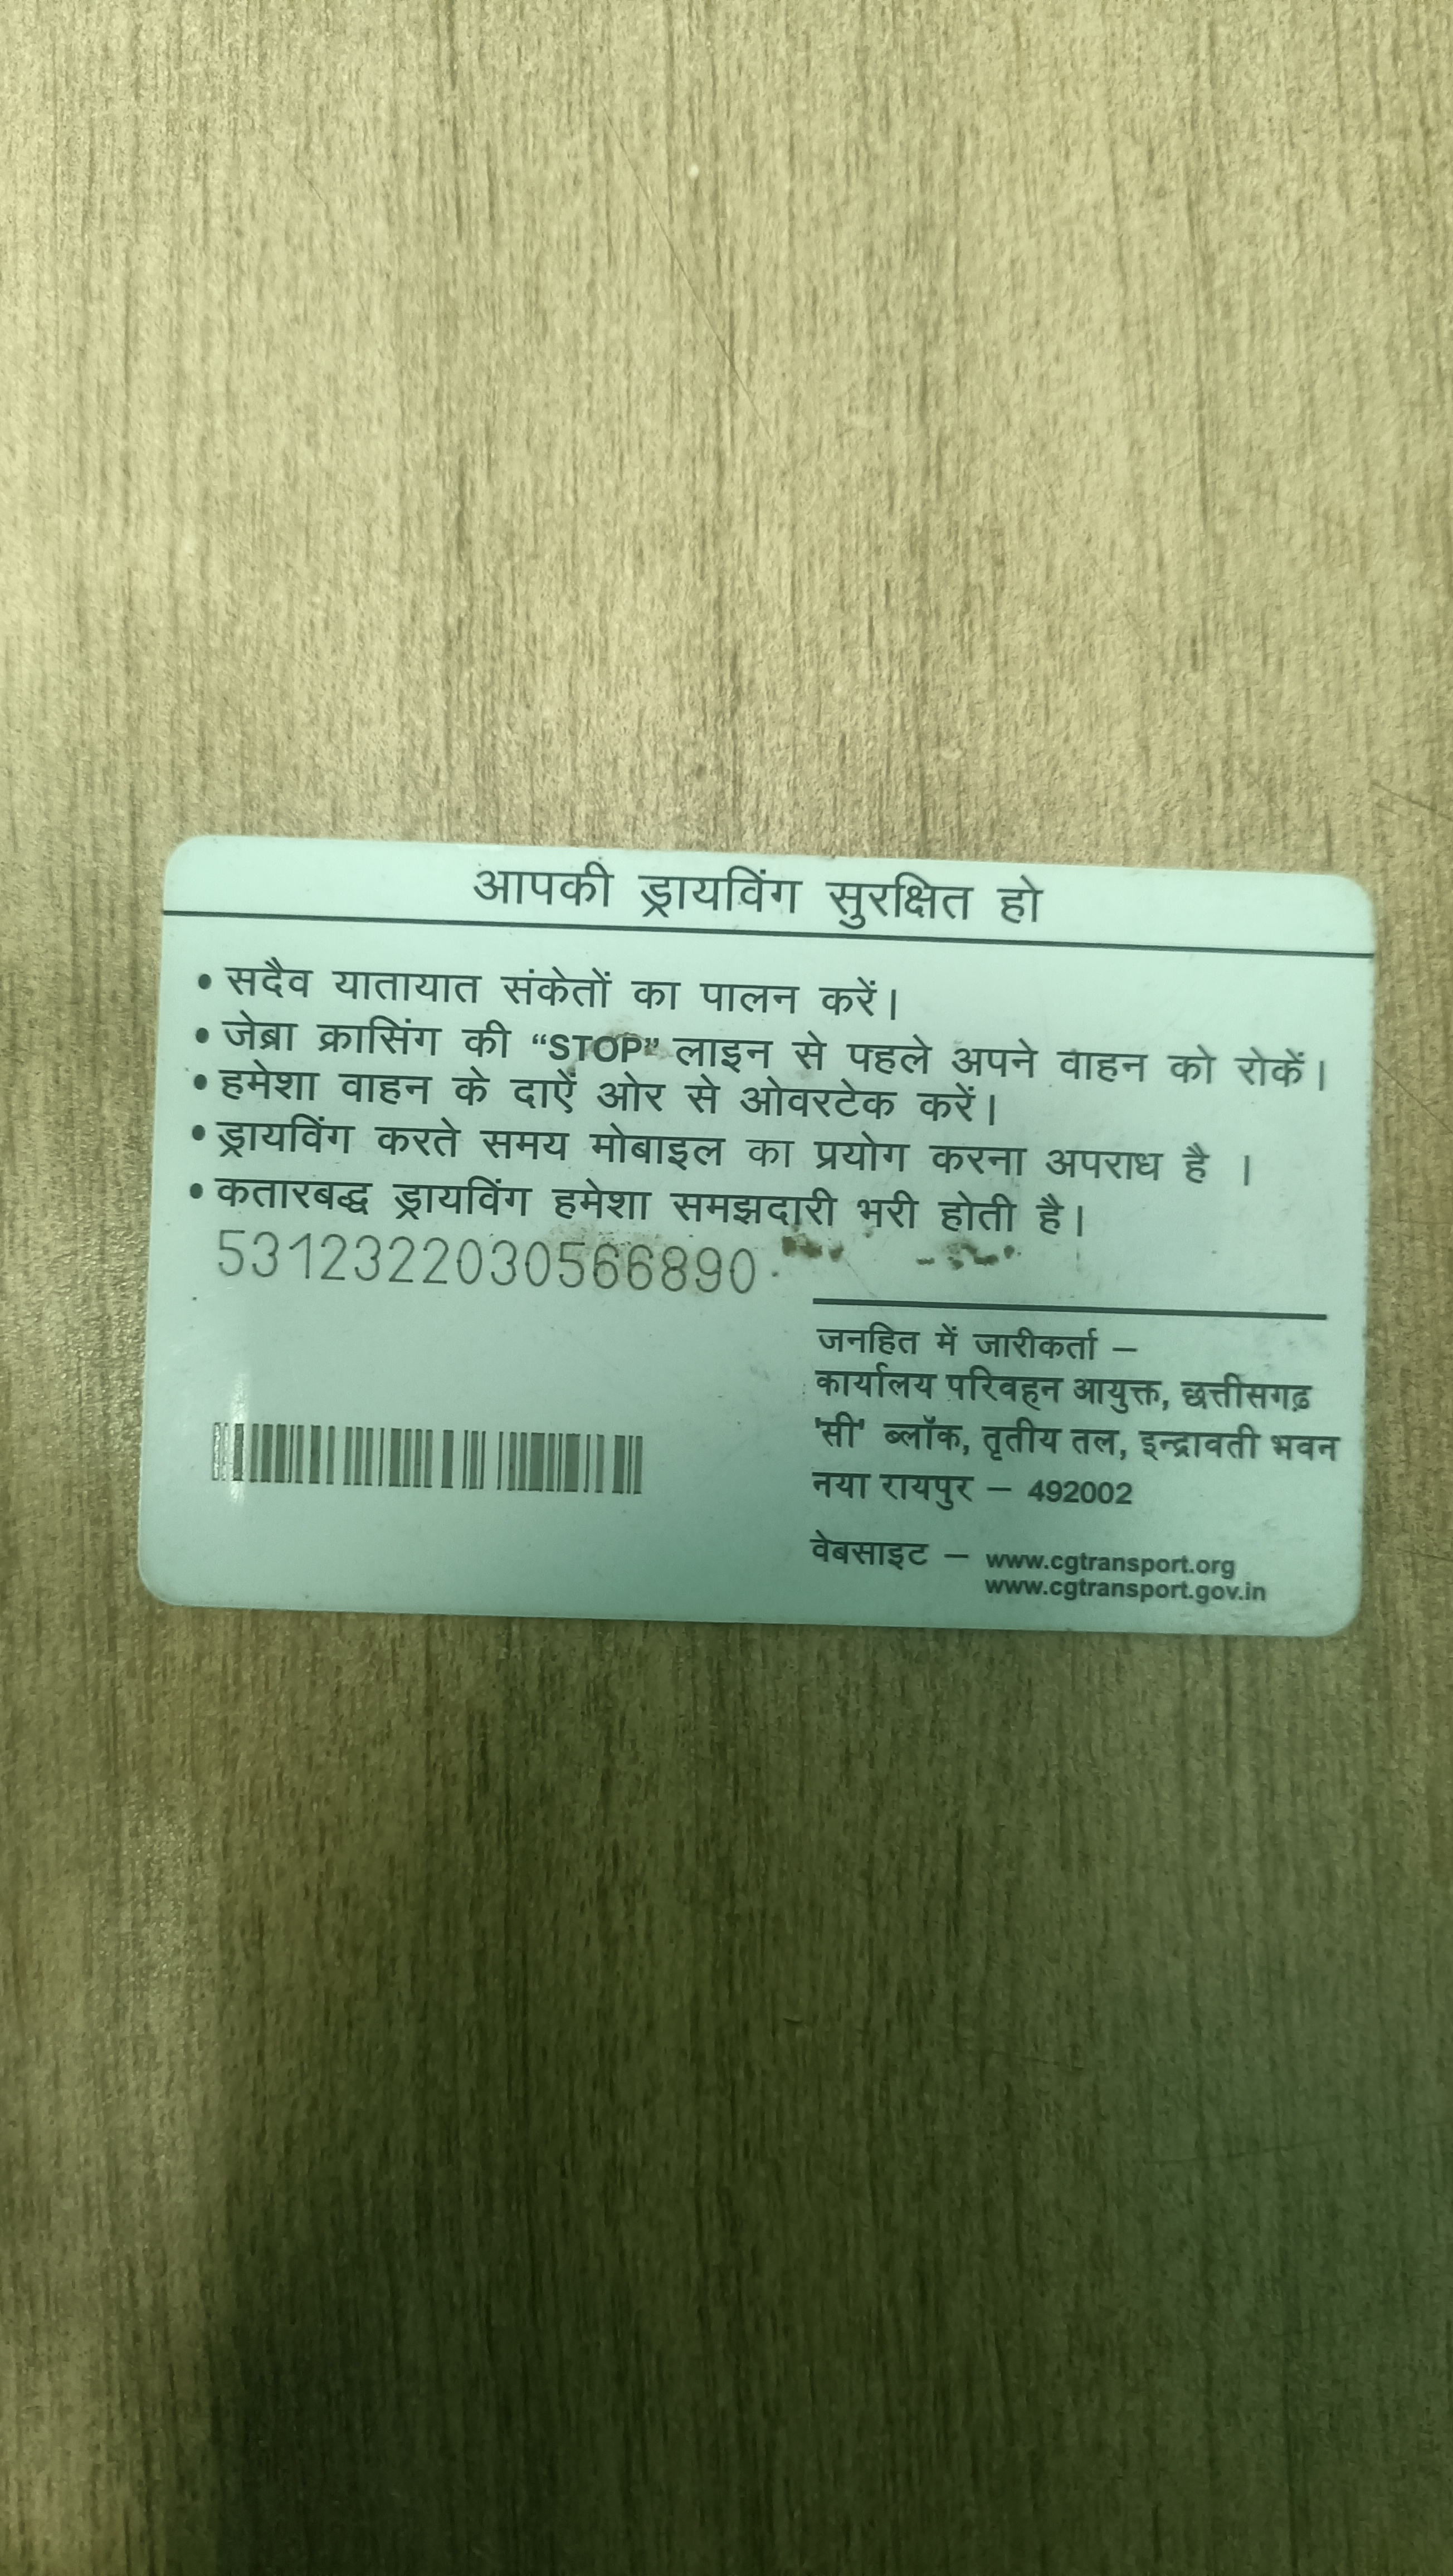 आपकी ड्रायविंग सुरक्षित हो
• सदैव यातायात संकेतों का पालन करें।
• जेब्रा क्रासिंग की “STOP” लाइन से पहले अपने वाहन को रोकें।
• हमेशा वाहन के दाऐं ओर से ओवरटेक करें।
• ड्रायविंग करते समय मोबाइल का प्रयोग करना अपराध है ।
• कतारबद्ध ड्रायविंग हमेशा समझदारी भरी होती है।
5312322030566890
जनहित में जारीकर्ता –
कार्यालय परिवहन आयुक्त, छत्तीसगढ़
'सी' ब्लॉक, तृतीय तल, इन्द्रावती भवन
नया रायपुर – 492002
वेबसाइट – www.cgtransport.org
www.cgtransport.gov.in